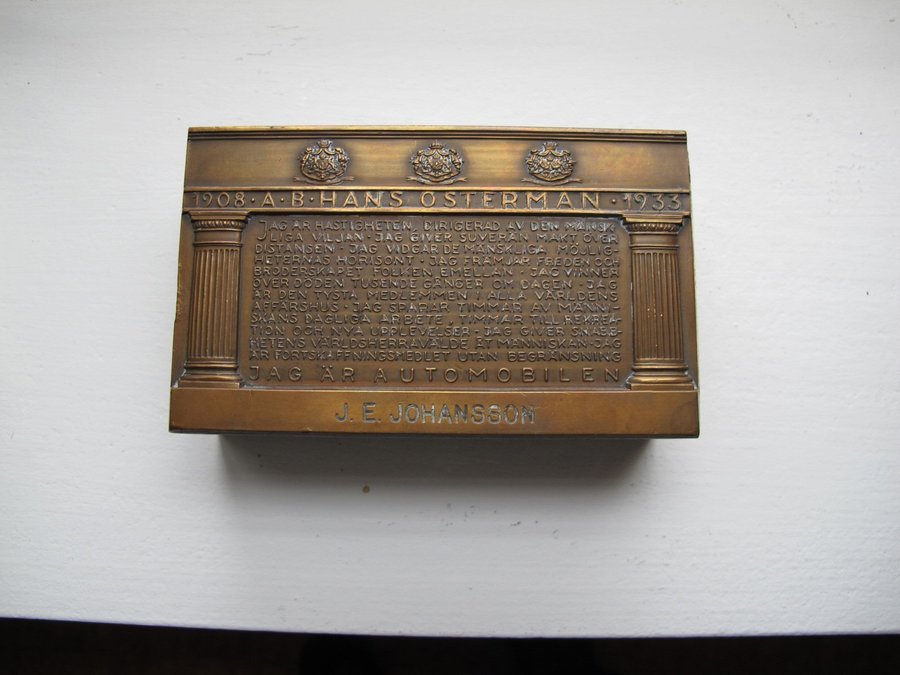 1908 · A·B·HANS ÖSTERMAN · 1933
JAG ÄR HASTIGHETEN, DIRIGERAD AV DEN MÄNSK-
LIGA VILJAN · JAG GIVER SUVERÄN MAKT ÖVER
DISTANSEN · JAG VIDGAR DE MÄNSKLIGA MÖJLIG-
HETERNAS HORISONT · JAG FRÄMJAR FREDEN OCH
BRÖDERSKAPET FOLKEN EMELLAN · JAG VINNER
ÖVER DÖDEN TUSENDE GÅNGER OM DAGEN · JAG
ÄR DEN TYSTA MEDLEMMEN I ALLA VÄRLDENS
AFFÄRSHUS · JAG SPARAR TIMMAR AV MÄNNI-
SKANS DAGLIGA ARBETE, TIMMAR TILL REKREA-
TION OCH NYA UPPLEVELSER · JAG GIVER SNABB-
HETENS VÄRLDSHERRAVÄLDE ÅT MÄNNISKAN · JAG
ÄR FORTSKAFFNINGSMEDLET UTAN BEGRÄNSNING
JAG ÄR AUTOMOBILEN
J. E. JOHANSSON